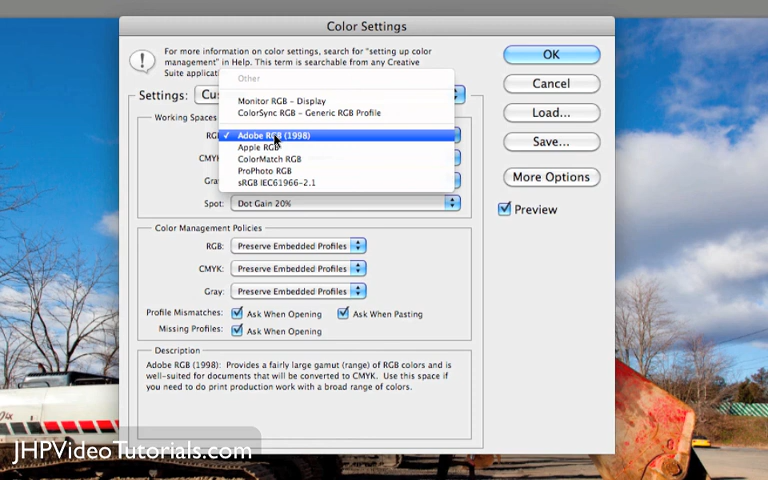 Color Settings
For more information on color settings, search for "setting up color
management" in Help. This term is searchable from any Creative
Suite applicati
Other
Settings: Cus
Monitor RGB - Display
ColorSync RGB - Generic RGB Profile
Working Spaces
RGB
✓ Adobe RGB (1998)
Apple RGB
CMYK
ColorMatch RGB
ProPhoto RGB
Gra
sRGB IEC61966-2.1
Spot: Dot Gain 20%
Color Management Policies
RGB: Preserve Embedded Profiles
CMYK: Preserve Embedded Profiles
Gray: Preserve Embedded Profiles
Profile Mismatches: Ask When Opening Ask When Pasting
Missing Profiles: Ask When Opening
Description
Adobe RGB (1998): Provides a fairly large gamut (range) of RGB colors and is
well-suited for documents that will be converted to CMYK. Use this space if
you need to do print production work with a broad range of colors.
OK
Cancel
Load...
Save...
More Options
Preview
JHPVideoTutorials.com